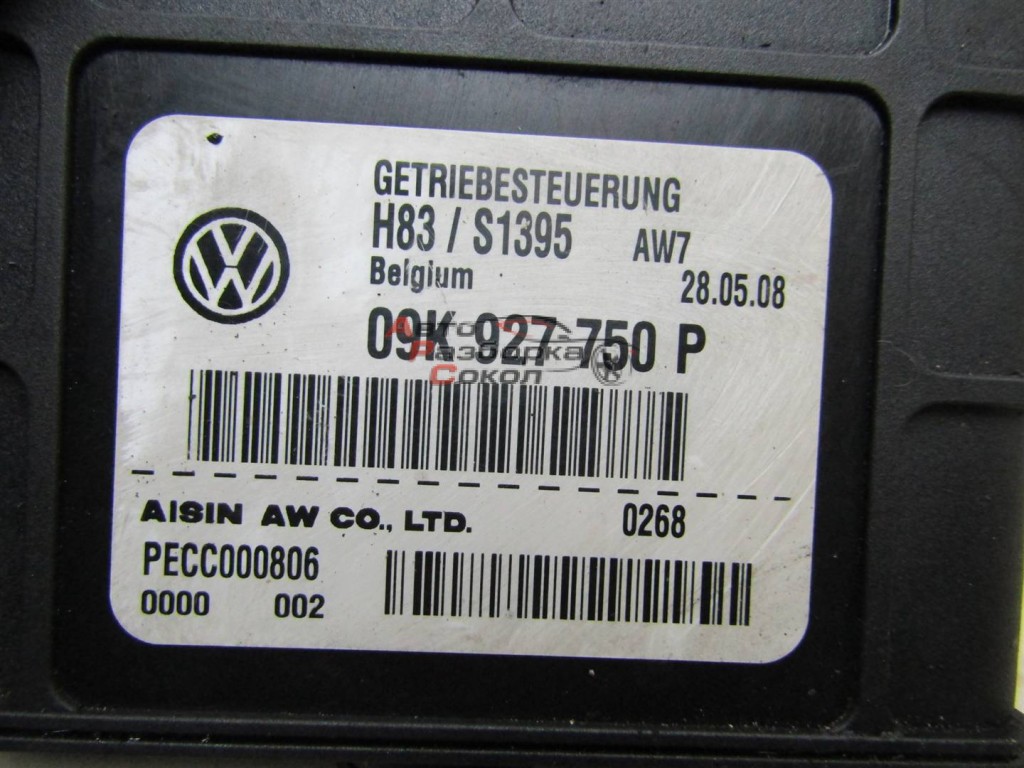 GETRIEBESTEUERUNG
H83 / S1395 AW7
Belgium 28.05.08
09K 927 750 P
Авто
Разборка
Сокол
AISIN AW CO., LTD. 0268
PECC000806
0000 002